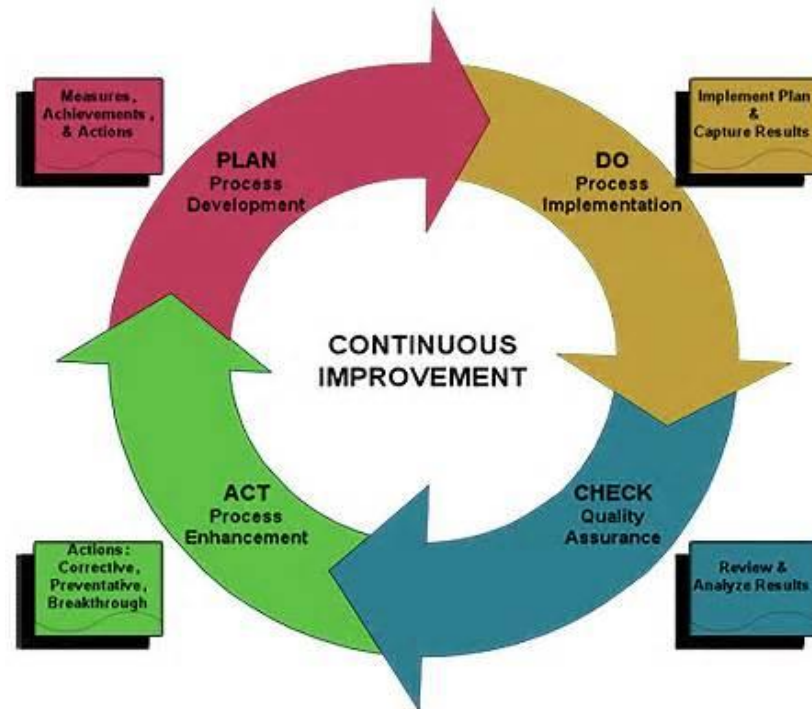 Measures,
Achievements,
& Actions
PLAN
Process
Development
DO
Process
Implementation
Implement Plan
&
Capture Results
CONTINUOUS
IMPROVEMENT
ACT
Process
Enhancement
CHECK
Quality
Assurance
Actions:
Corrective,
Preventative,
Breakthrough
Review &
Analyze Results